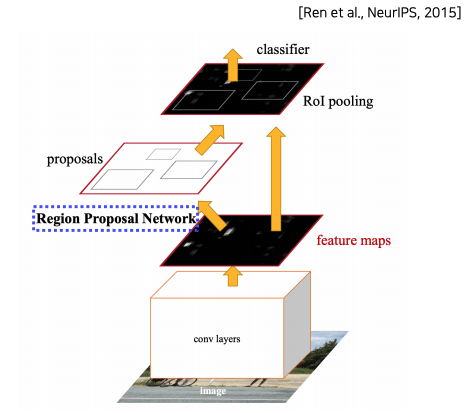 [Ren et al., NeurIPS, 2015]
classifier
RoI pooling
proposals
Region Proposal Network
feature maps
conv layers
image